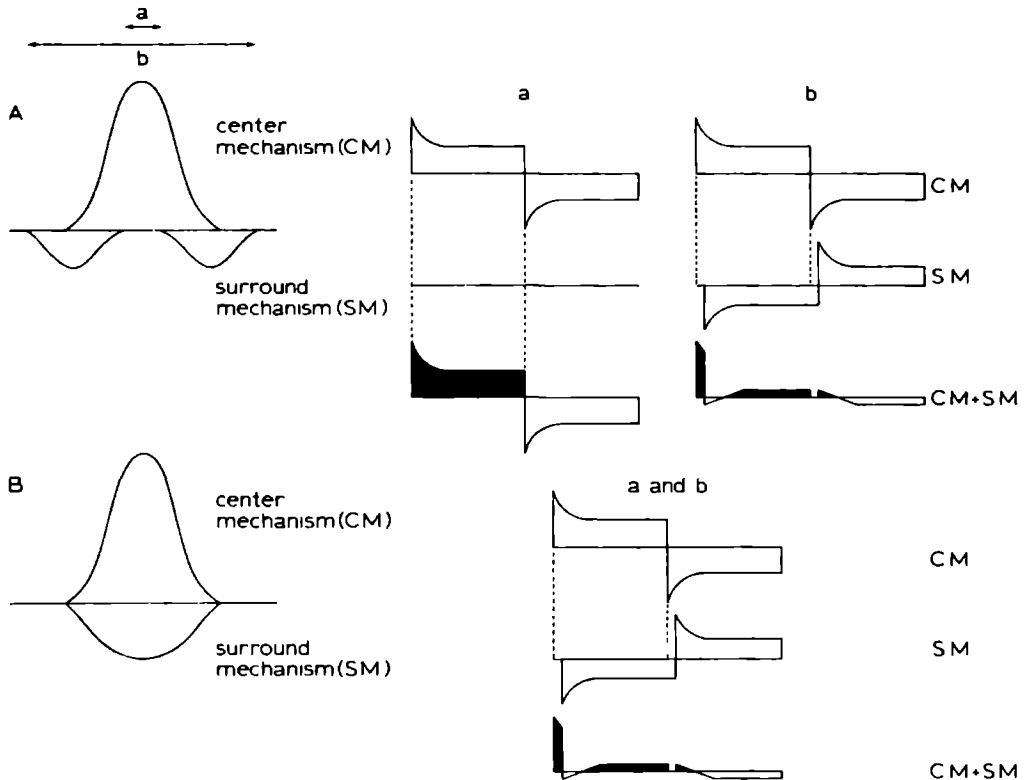 a
b
A
center
mechanism (CM)
surround
mechanism (SM)
a
b
CM
SM
CM+SM
B
center
mechanism (CM)
surround
mechanism (SM)
a and b
CM
SM
CM+SM